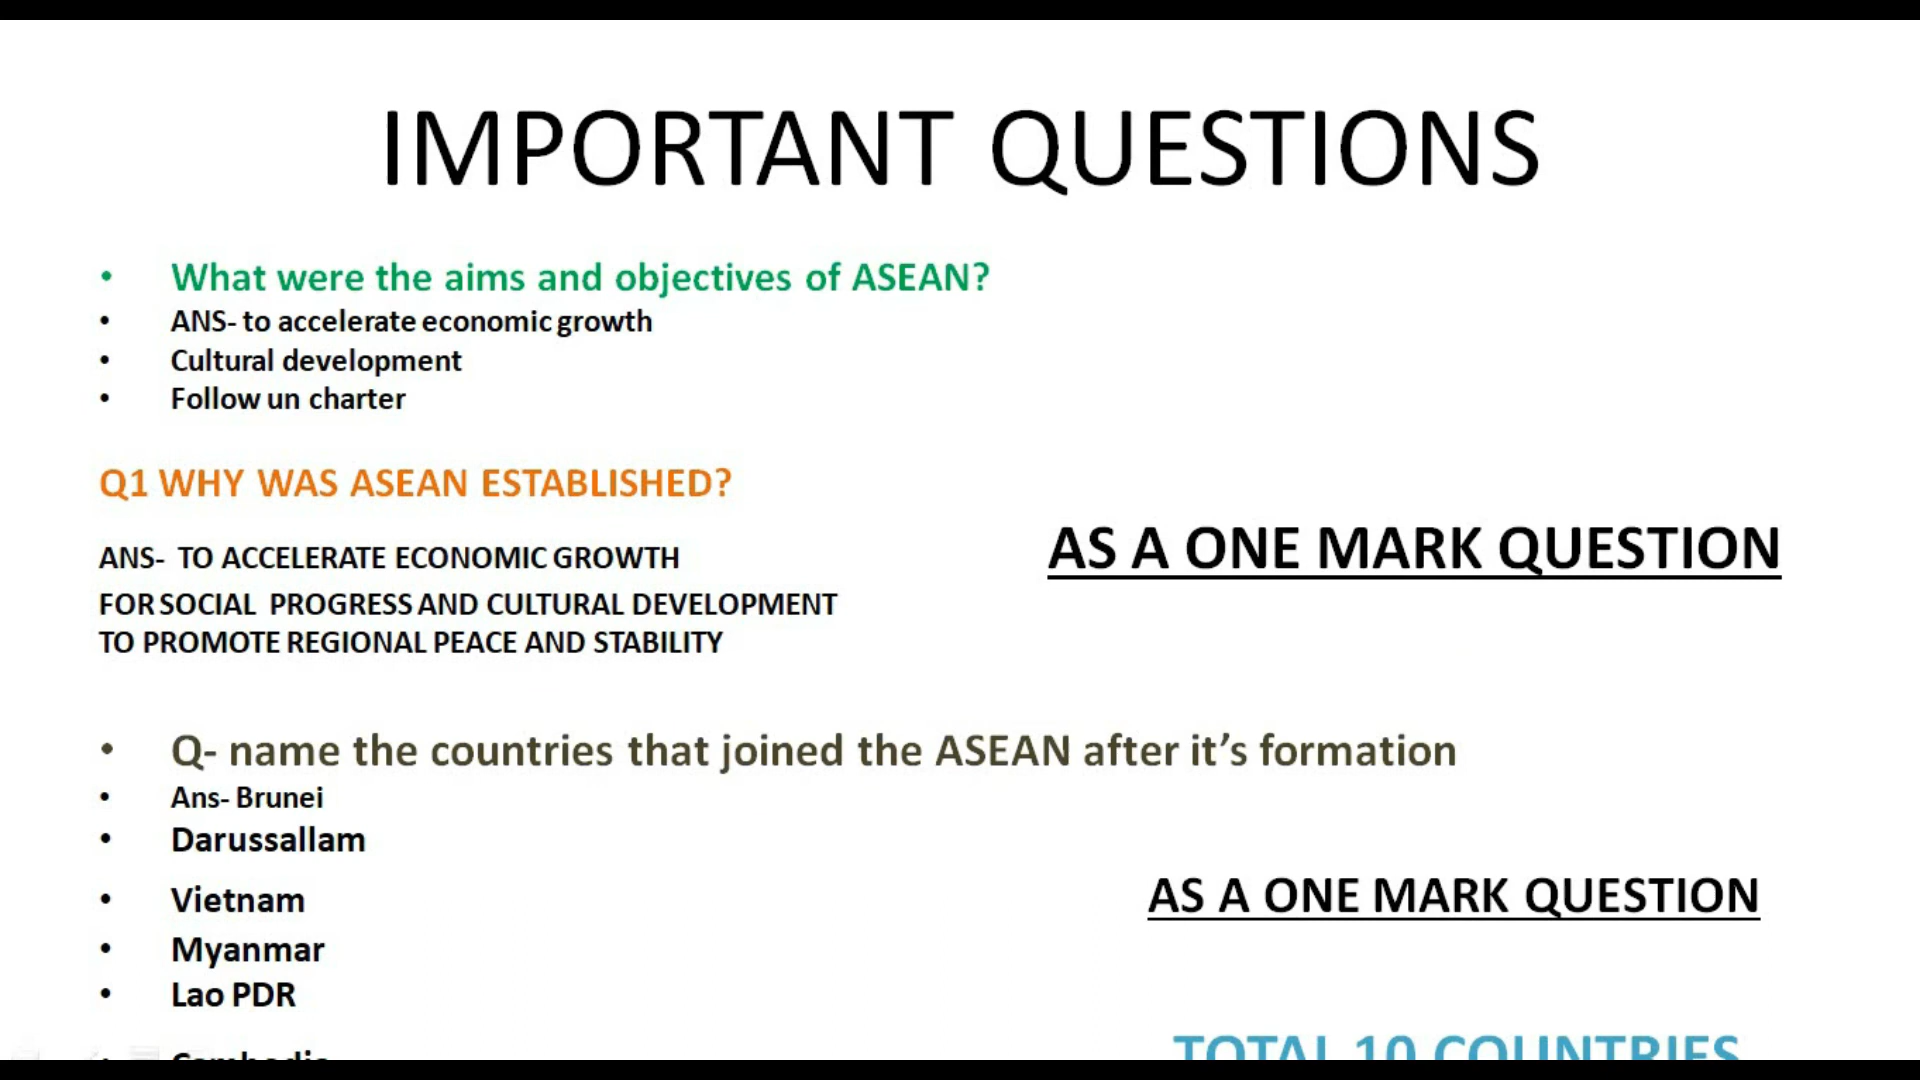 IMPORTANT QUESTIONS
• What were the aims and objectives of ASEAN?
• ANS- to accelerate economic growth
• Cultural development
• Follow un charter
Q1 WHY WAS ASEAN ESTABLISHED?
AS A ONE MARK QUESTION
ANS- TO ACCELERATE ECONOMIC GROWTH
FOR SOCIAL PROGRESS AND CULTURAL DEVELOPMENT
TO PROMOTE REGIONAL PEACE AND STABILITY
• Q- name the countries that joined the ASEAN after it’s formation
• Ans- Brunei
• Darussallam
• Vietnam
AS A ONE MARK QUESTION
• Myanmar
• Lao PDR
• Cambodia
TOTAL 10 COUNTRIES